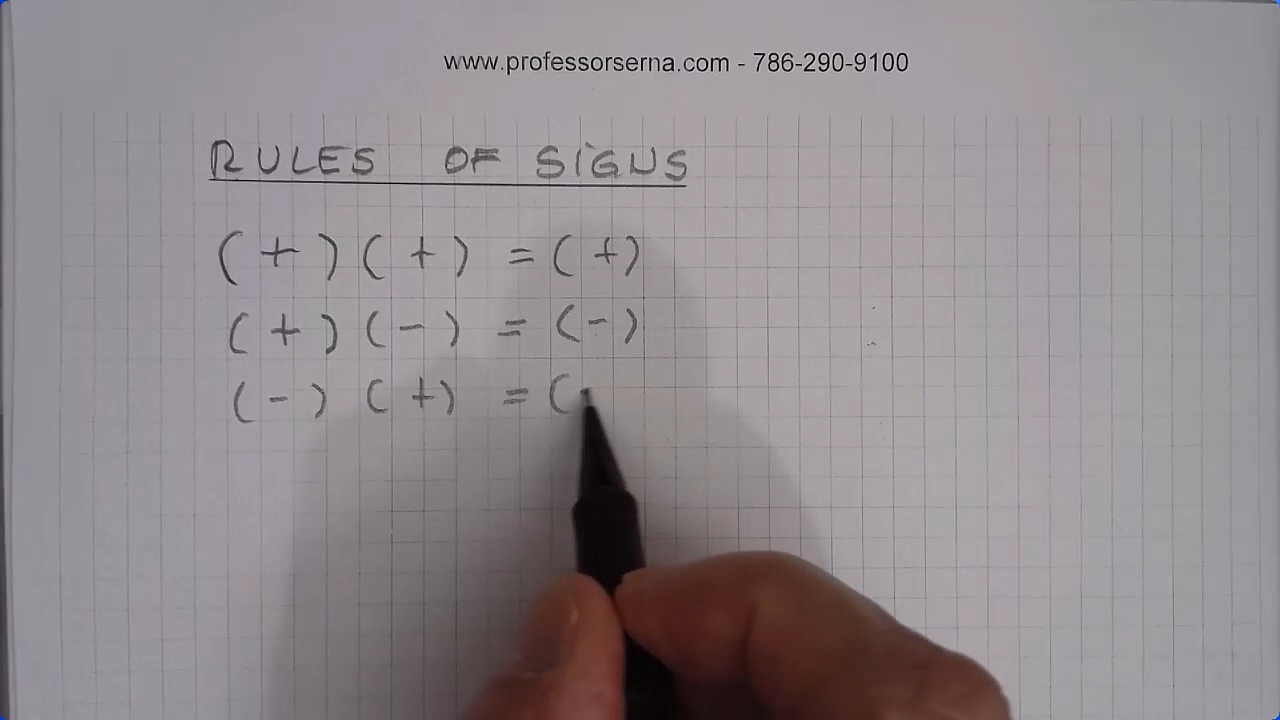 www.professorserna.com - 786-290-9100
RULES OF SIGNS
(+)(+) = (+)
(+)(-) = (-)
(-)(+) = (